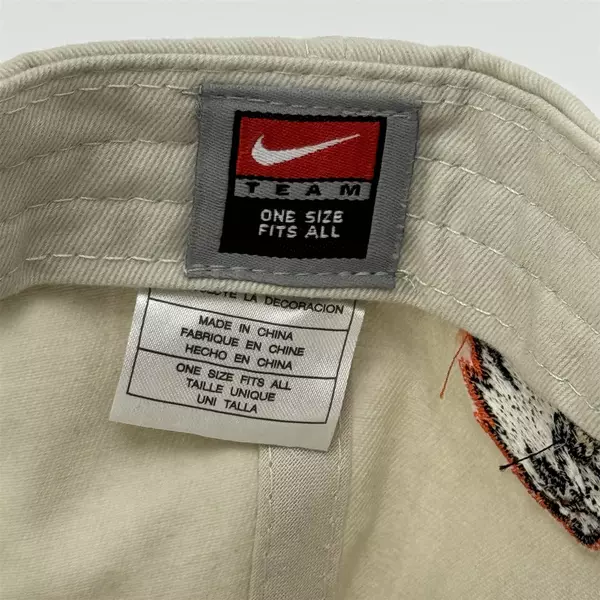 TEAM
ONE SIZE
FITS ALL
LA DECORACION
MADE IN CHINA
FABRIQUE EN CHINE
HECHO EN CHINA
ONE SIZE FITS ALL
TAILLE UNIQUE
UNI TALLA